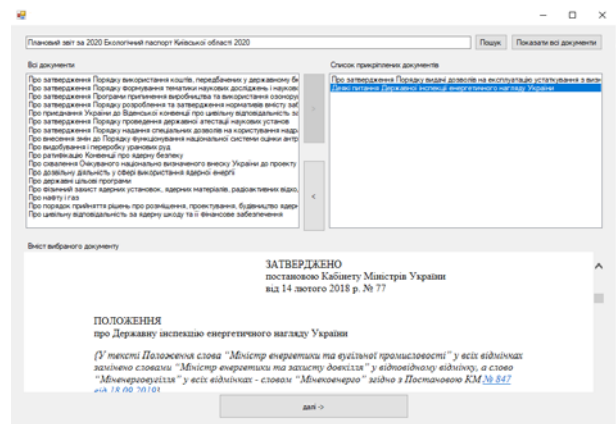 Плановий звіт за 2020 Екологічний паспорт Київської області 2020
Пошук
Показати всі документи
Всі документи
Список прикріплених документів
Про затвердження Порядку використання коштів, передбачених у державному бю
Про затвердження Порядку формування тематики наукових досліджень і науково
Про затвердження Програми припинення виробництва та використання озоноруі
Про затвердження Порядку розроблення та затвердження нормативів вмісту заб
Про приєднання України до Віденської конвенції про цивільну відповідальність за
Про затвердження Порядку проведення державної атестації наукових установ
Про затвердження Порядку надання спеціальних дозволів на користування надра
Про внесення змін до Порядку функціонування національної системи оцінки антр
Про видобування і переробку уранових руд
Про ратифікацію Конвенції про ядерну безпеку
Про схвалення Очікуваного національно визначеного внеску України до проекту
Про дозвільну діяльність у сфері використання ядерної енергії
Про державні цільові програми
Про фізичний захист ядерних установок, ядерних матеріалів, радіоактивних відхо,
Про нафту і газ
Про порядок прийняття рішень про розміщення, проектування, будівництво ядерн
Про цивільну відповідальність за ядерну шкоду та її фінансове забезпечення
>
<
Про затвердження Порядку видачі дозволів на експлуатацію устаткування з визн
Деякі питання Державної інспекції енергетичного нагляду України
Вміст вибраного документу
ЗАТВЕРДЖЕНО
постановою Кабінету Міністрів України
від 14 лютого 2018 р. № 77
ПОЛОЖЕННЯ
про Державну інспекцію енергетичного нагляду України
{У тексті Положення слова “Міністр енергетики та вугільної промисловості” у всіх відмінках
замінено словами “Міністр енергетики та захисту довкілля” у відповідному відмінку, а слово
“Міненерговугілля” у всіх відмінках - словом “Мінекоенерго” згідно з Постановою КМ № 847
від 18.09.2019}
далі ->